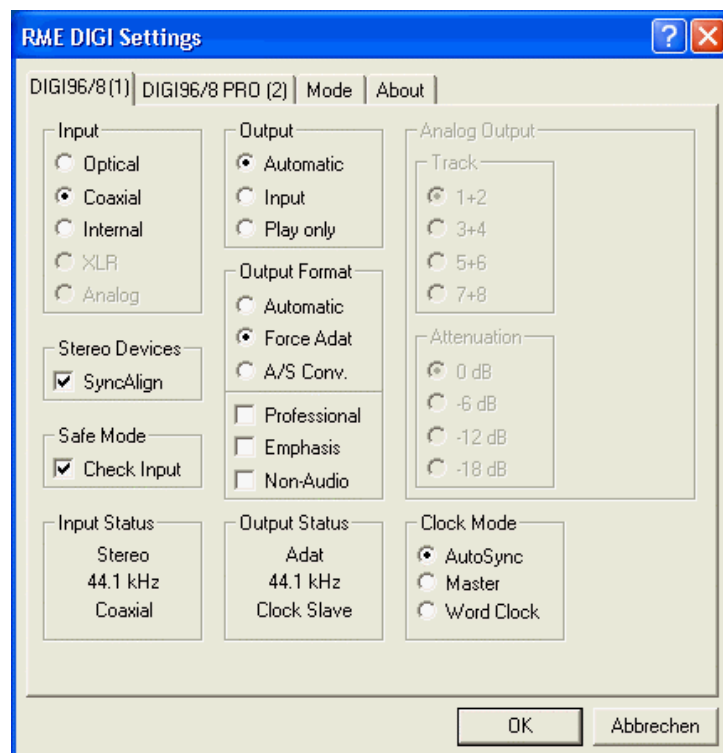 RME DIGI Settings
DIGI96/8 (1)
DIGI96/8 PRO (2)
Mode
About
Input
Optical
Coaxial
Internal
XLR
Analog
Stereo Devices
SyncAlign
Safe Mode
Check Input
Input Status
Stereo
44.1 kHz
Coaxial
Output
Automatic
Input
Play only
Output Format
Automatic
Force Adat
A/S Conv.
Professional
Emphasis
Non-Audio
Output Status
Adat
44.1 kHz
Clock Slave
Analog Output
Track
1+2
3+4
5+6
7+8
Attenuation
0 dB
-6 dB
-12 dB
-18 dB
Clock Mode
AutoSync
Master
Word Clock
OK
Abbrechen